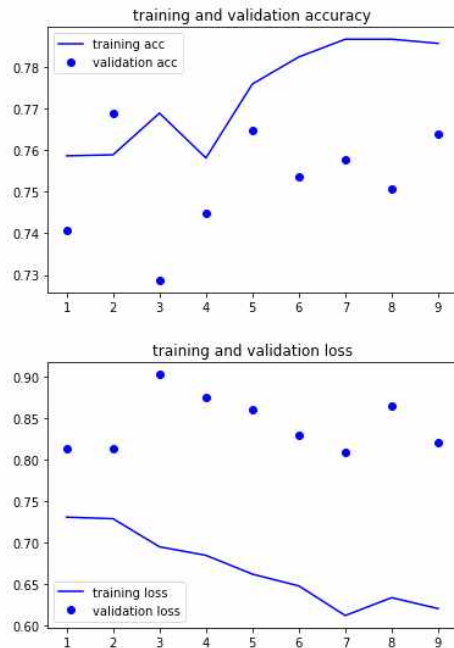 training and validation accuracy
training acc
validation acc
0.78
0.77
0.76
0.75
0.74
0.73
1 2 3 4 5 6 7 8 9
training and validation loss
0.90
0.85
0.80
0.75
0.70
0.65
0.60
training loss
validation loss
1 2 3 4 5 6 7 8 9